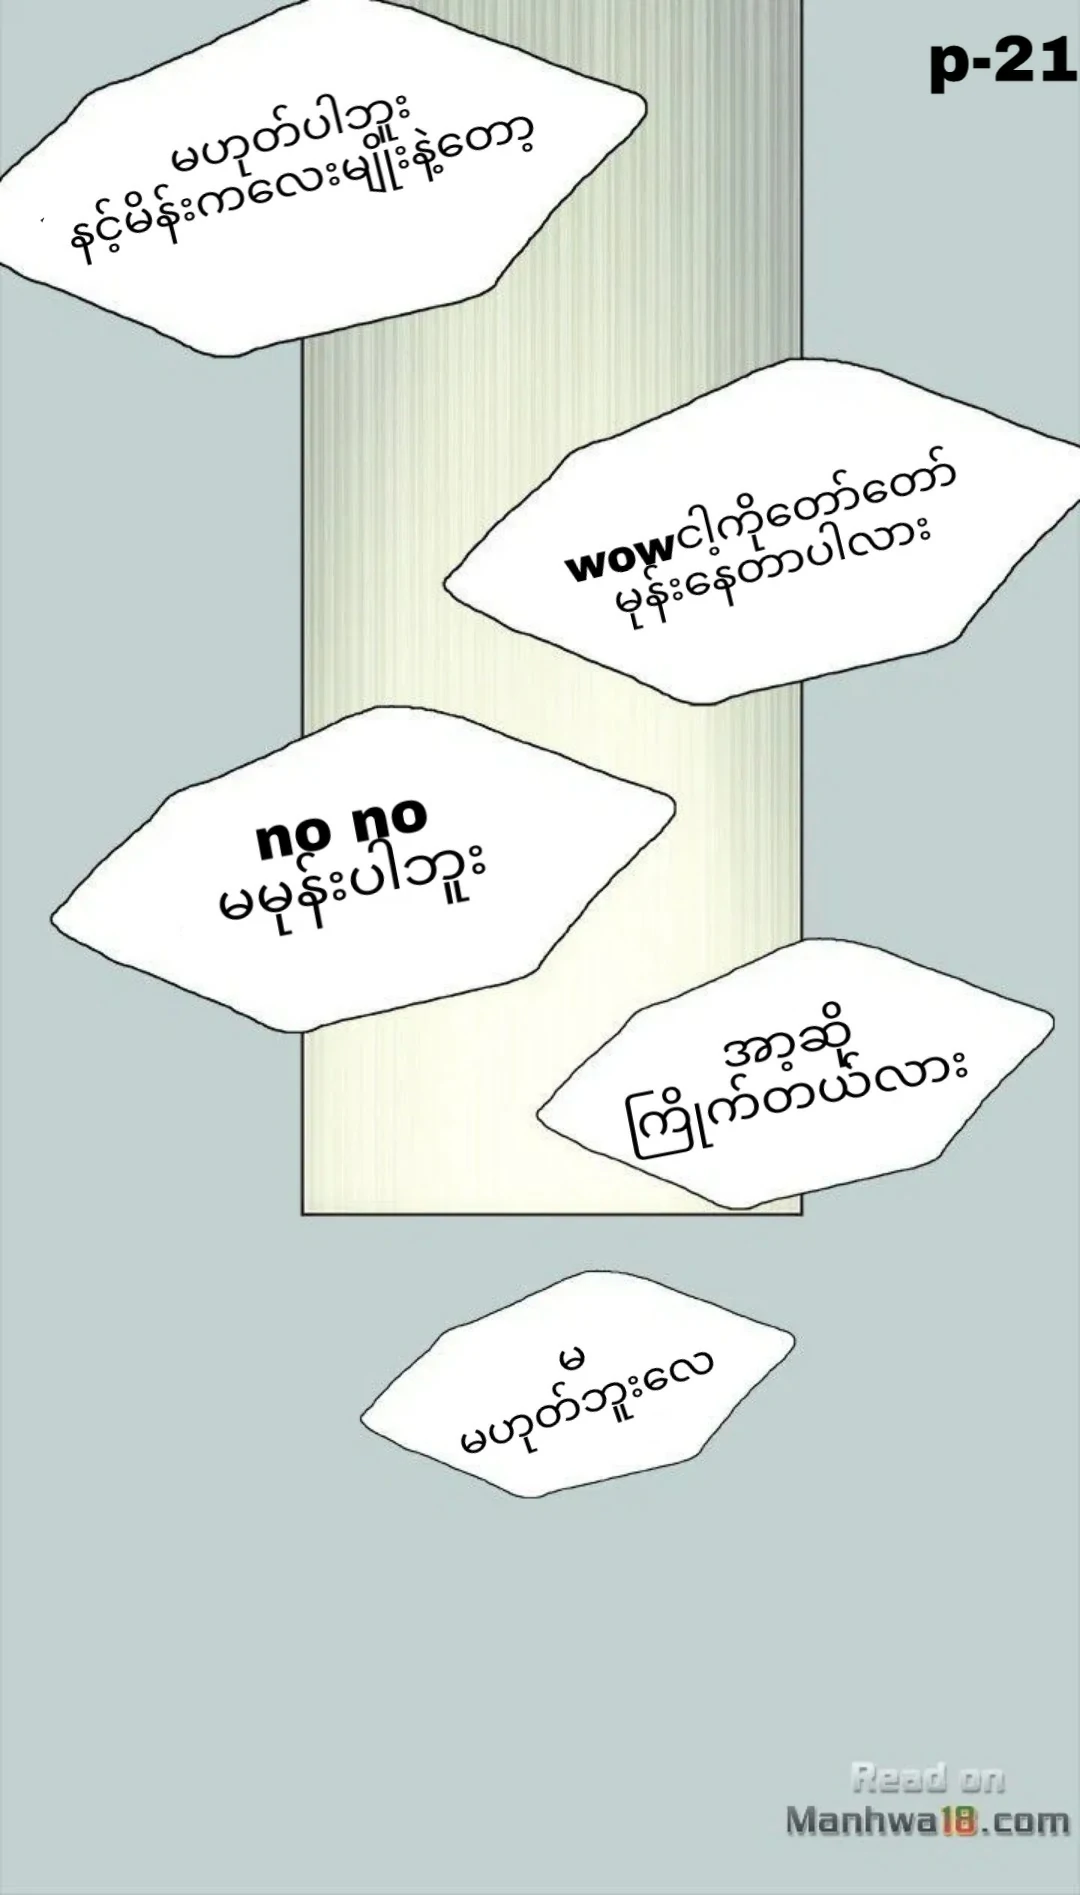 p-21
မဟုတ်ပါဘူး
နင့်မိန်းကလေးမျိုးနဲ့တော့
wowငါ့ကိုတော်တော်
မုန်းနေတာပါလား
no no
မမုန်းပါဘူး
အာ့ဆို
ကြိုက်တယ်လား
မ
မဟုတ်ဘူးလေ
Read on
Manhwa18.com